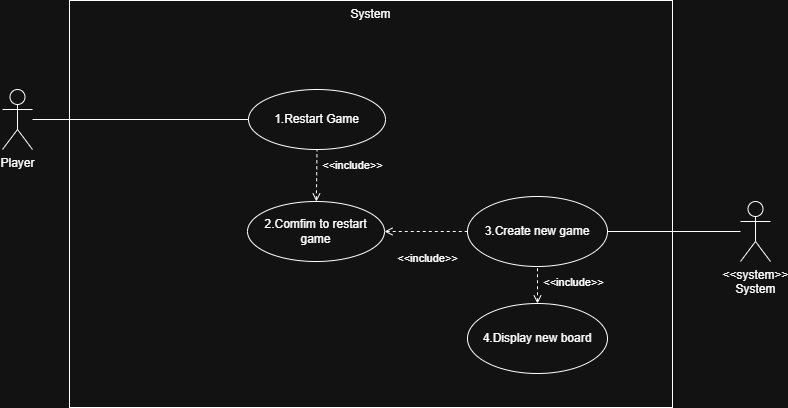 System
1.Restart Game
Player
<<include>>
2.Comfim to restart
game
3.Create new game
<<include>>
<<system>>
System
<<include>>
4.Display new board